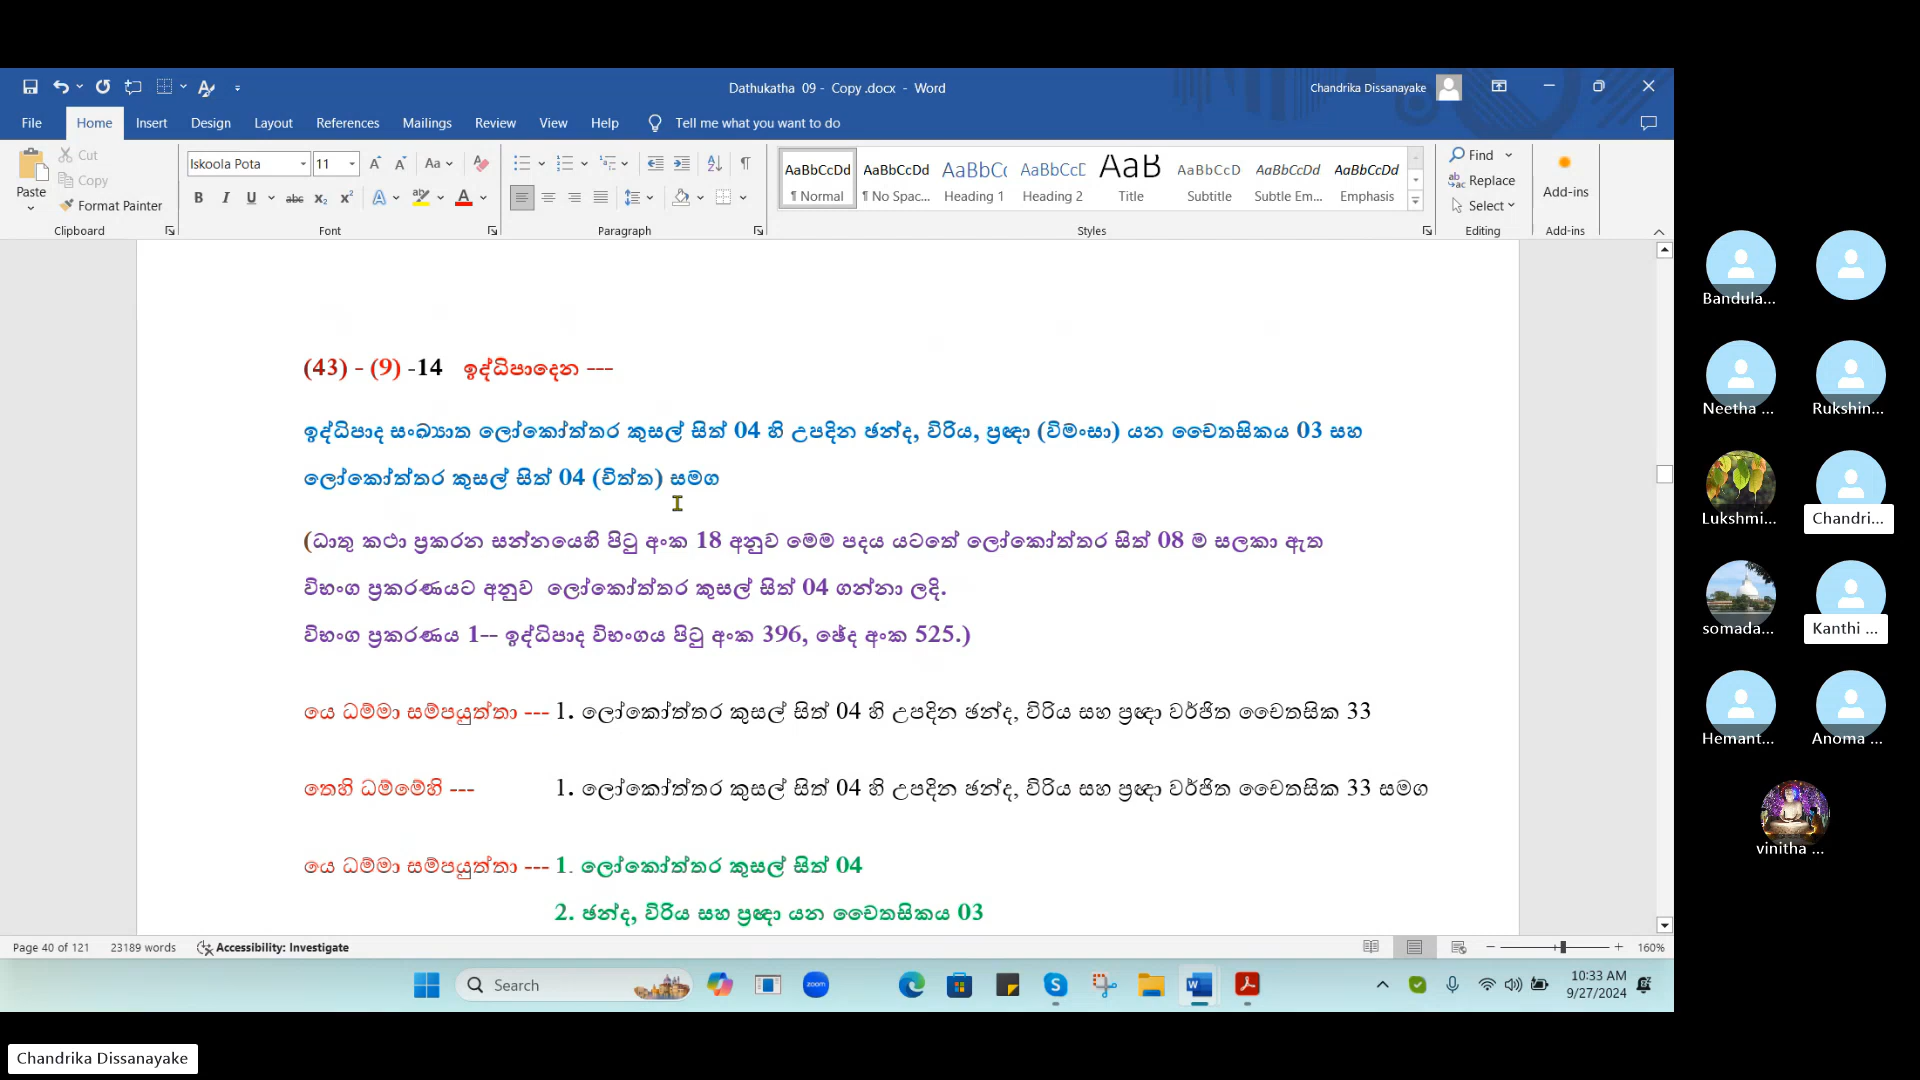 Dathukatha 09 - Copy .docx - Word
Chandrika Dissanayake
File Home Insert Design Layout References Mailings Review View Help Tell me what you want to do
Paste
Cut
Copy
Format Painter
Clipboard
Iskoola Pota 11
Font
Paragraph
AaBbCcDd AaBbCcDd AaBbCc AaBbCcD AaB AaBbCcD AaBbCcDd AaBbCcDd
¶ Normal ¶ No Spac... Heading 1 Heading 2 Title Subtitle Subtle Em... Emphasis
Styles
Find
Replace
Select
Editing
Add-ins
Add-ins
(43) - (9) -14 ඉද්ධිපාදෙන ---
ඉද්ධිපාද සංඛ්‍යාත ලෝකෝත්තර කුසල් සිත් 04 හි උපදින ඡන්ද, විරිය, ප්‍රඥා (විමංසා) යන චෛතසිකය 03 සහ
ලෝකෝත්තර කුසල් සිත් 04 (චිත්ත) සමග
(ධාතු කථා ප්‍රකරන සන්නයෙහි පිටු අංක 18 අනුව මෙම පදය යටතේ ලෝකෝත්තර සිත් 08 ම සලකා ඇත
විභංග ප්‍රකරණයට අනුව ලෝකෝත්තර කුසල් සිත් 04 ගන්නා ලදි.
විභංග ප්‍රකරණය 1-- ඉද්ධිපාද විභංගය පිටු අංක 396, ඡේද අංක 525.)
යෙ ධම්මා සම්පයුත්තා --- 1. ලෝකෝත්තර කුසල් සිත් 04 හි උපදින ඡන්ද, විරිය සහ ප්‍රඥා වර්ජිත චෛතසික 33
තෙහි ධම්මේහි --- 1. ලෝකෝත්තර කුසල් සිත් 04 හි උපදින ඡන්ද, විරිය සහ ප්‍රඥා වර්ජිත චෛතසික 33 සමග
යෙ ධම්මා සම්පයුත්තා --- 1. ලෝකෝත්තර කුසල් සිත් 04
2. ඡන්ද, විරිය සහ ප්‍රඥා යන චෛතසිකය 03
Page 40 of 121 23189 words Accessibility: Investigate 160%
Search
zoom
10:33 AM
9/27/2024
Bandula...
Neetha ... Rukshin...
Lukshmi... Chandri...
somada... Kanthi ...
Hemant... Anoma ...
vinitha ...
Chandrika Dissanayake